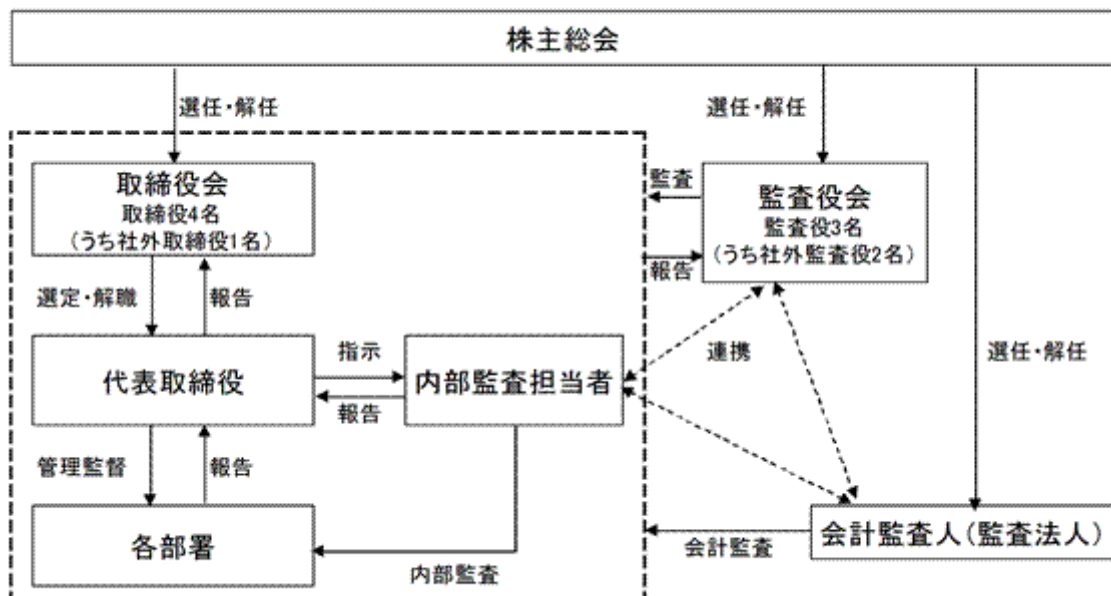 株主総会
選任・解任
選任・解任
取締役会
取締役4名
(うち社外取締役1名)
監査
監査役会
監査役3名
(うち社外監査役2名)
報告
選定・解職
報告
指示
連携
選任・解任
代表取締役
内部監査担当者
報告
管理監督
報告
各部署
会計監査人(監査法人)
会計監査
内部監査